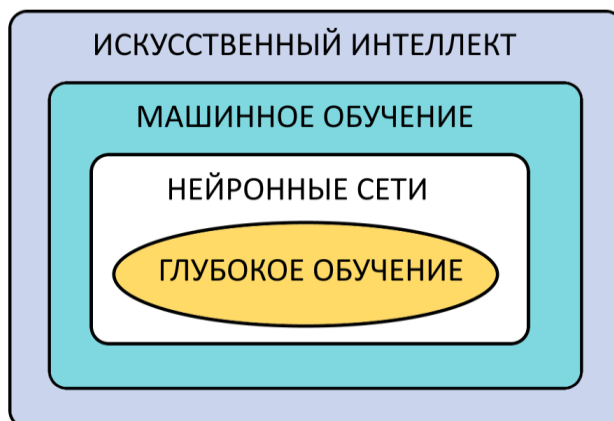 ИСКУССТВЕННЫЙ ИНТЕЛЛЕКТ
МАШИННОЕ ОБУЧЕНИЕ
НЕЙРОННЫЕ СЕТИ
ГЛУБОКОЕ ОБУЧЕНИЕ